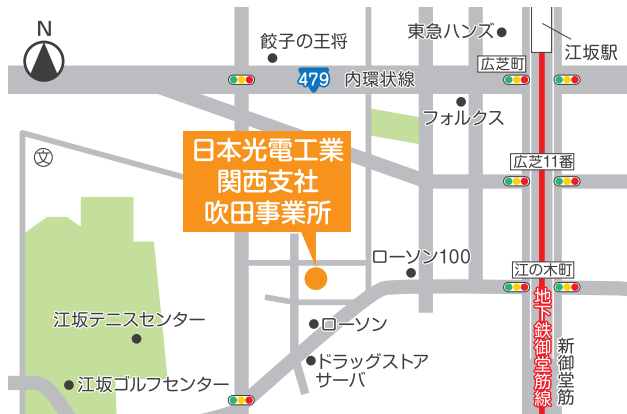 N
東急ハンズ
江坂駅
餃子の王将
広芝町
479
内環状線
フォルクス
文
日本光電工業
関西支社
吹田事業所
広芝11番
ローソン100
江の木町
地下鉄御堂筋線
新御堂筋
江坂テニスセンター
ローソン
ドラッグストア
サーバ
江坂ゴルフセンター